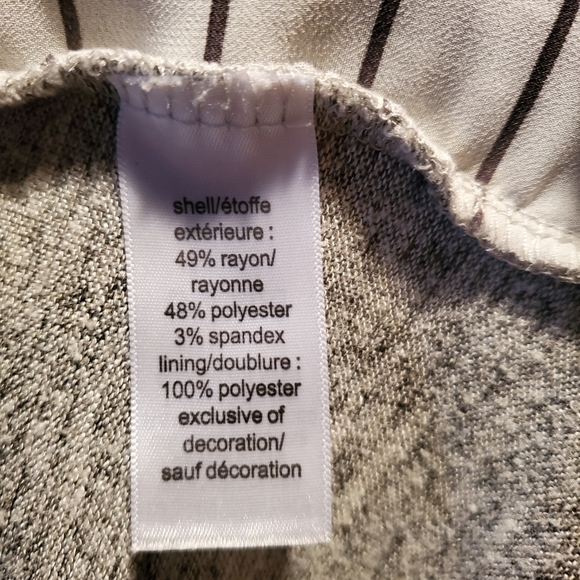 shell/étoffe
extérieure :
49% rayon/
rayonne
48% polyester
3% spandex
lining/doublure :
100% polyester
exclusive of
decoration/
sauf décoration